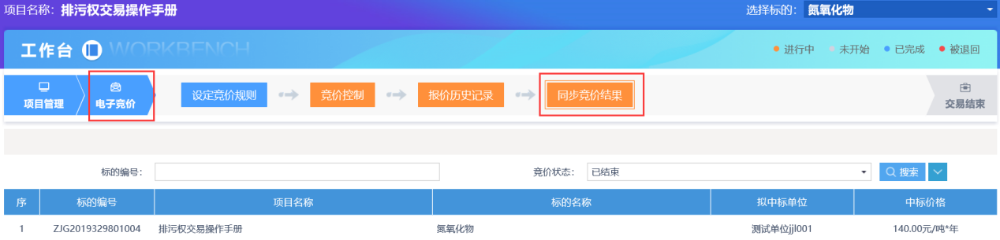 项目名称: 排污权交易操作手册 选择标的: 氮氧化物
工作台 WORKBENCH 进行中 未开始 已完成 被退回
项目管理 电子竞价 设定竞价规则 竞价控制 报价历史记录 同步竞价结果 交易结束
标的编号: 竞价状态: 已结束 搜索
序 标的编号 项目名称 标的名称 拟中标单位 中标价格
1 ZJG2019329801004 排污权交易操作手册 氮氧化物 测试单位jjl001 140.00元/吨*年